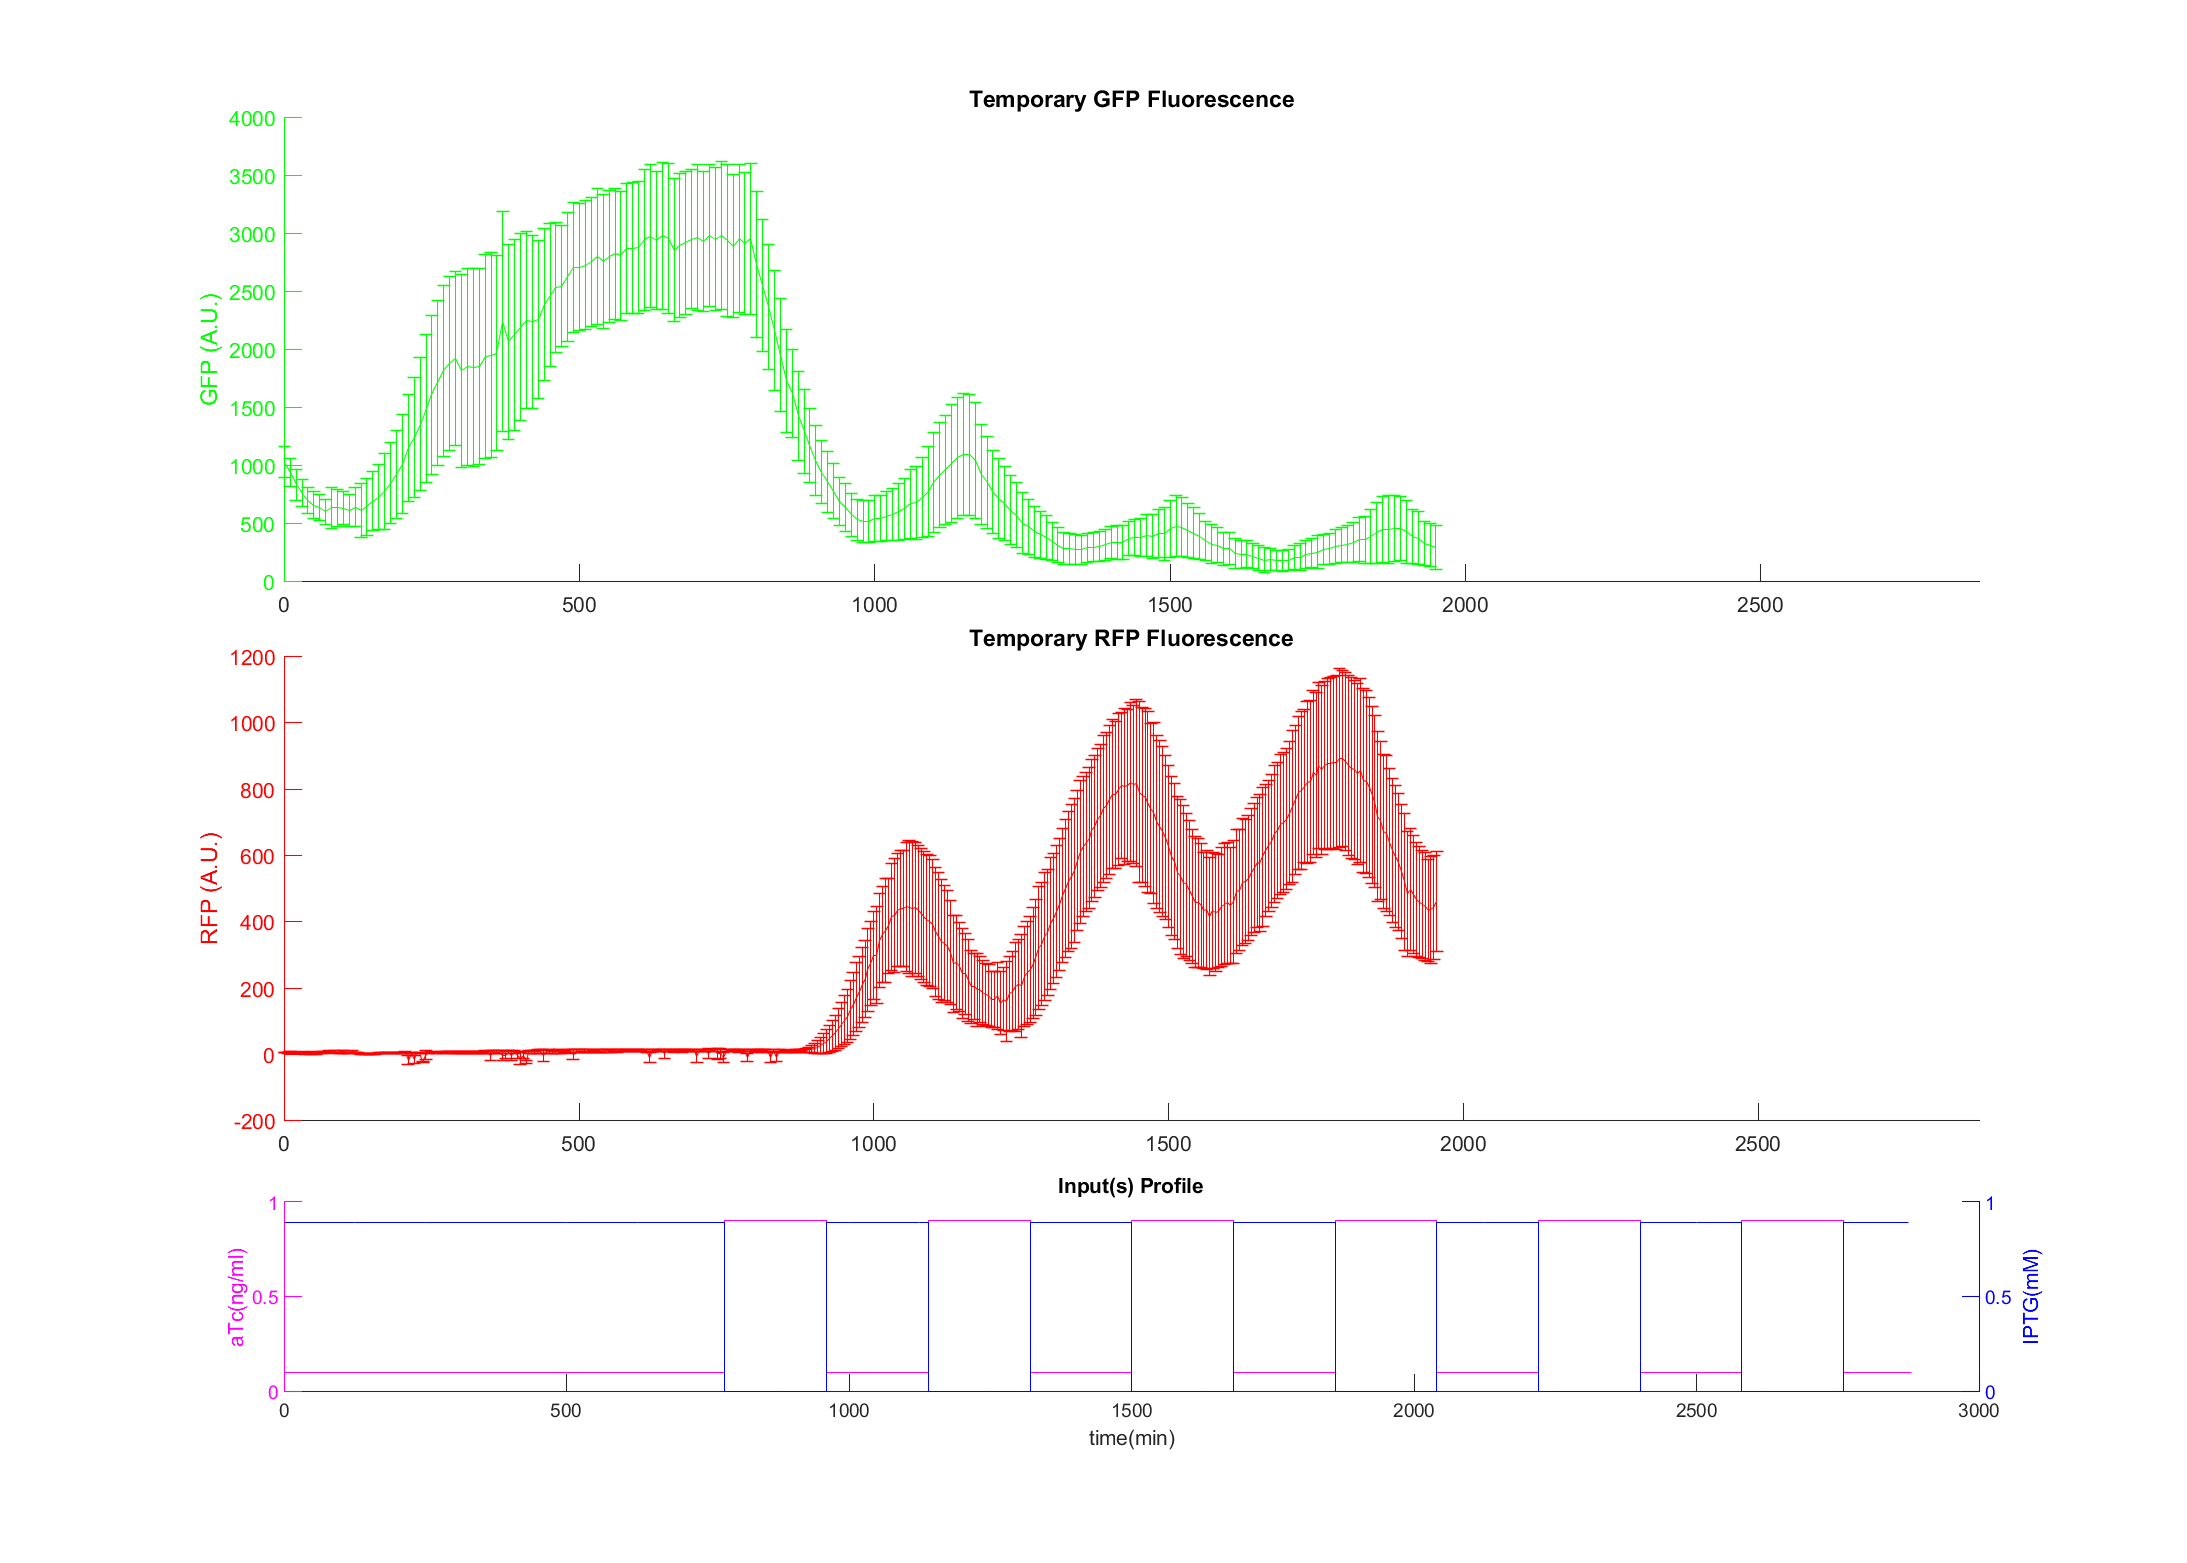 Temporary GFP Fluorescence
4000
3500
3000
2500
2000
1500
1000
500
0
GFP (A.U.)
0 500 1000 1500 2000 2500
Temporary RFP Fluorescence
1200
1000
800
600
400
200
0
-200
RFP (A.U.)
0 500 1000 1500 2000 2500
Input(s) Profile
1
0.5
0
aTc(ng/ml)
1
0.5
0
IPTG(mM)
0 500 1000 1500 2000 2500 3000
time(min)